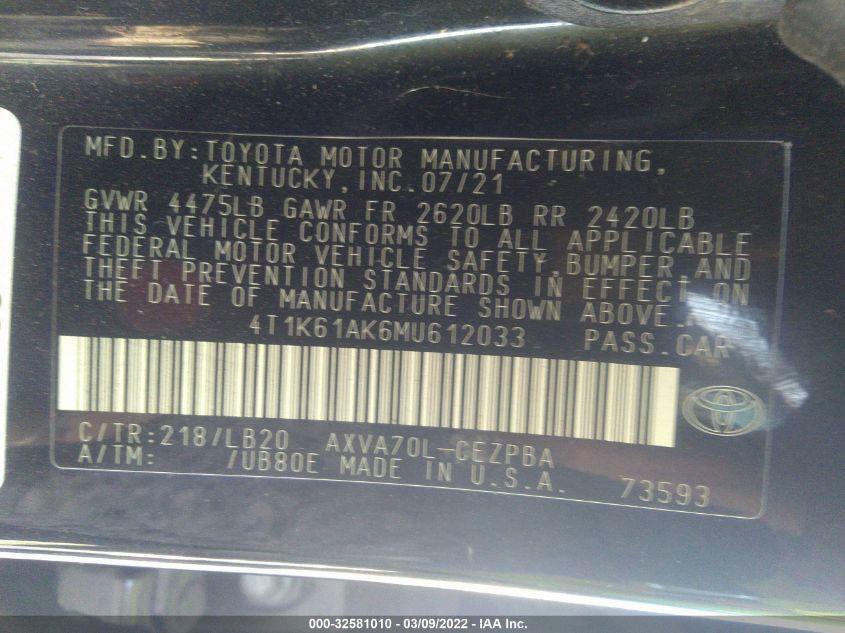 MFD.BY:TOYOTA MOTOR MANUFACTURING,
KENTUCKY,INC.07/21
GVWR 4475LB GAWR FR 2620LB RR 2420LB
THIS VEHICLE CONFORMS TO ALL APPLICABLE
FEDERAL MOTOR VEHICLE SAFETY,BUMPER,AND
THEFT PREVENTION STANDARDS IN EFFECT ON
THE DATE OF MANUFACTURE SHOWN ABOVE.
4T1K61AK6MU612033 PASS.CAR
C/TR:218/LB20 AXVA70L-CEZPBA
A/TM: /UB80E MADE IN U.S.A. 73593
000-32581010 - 03/09/2022 - IAA Inc.